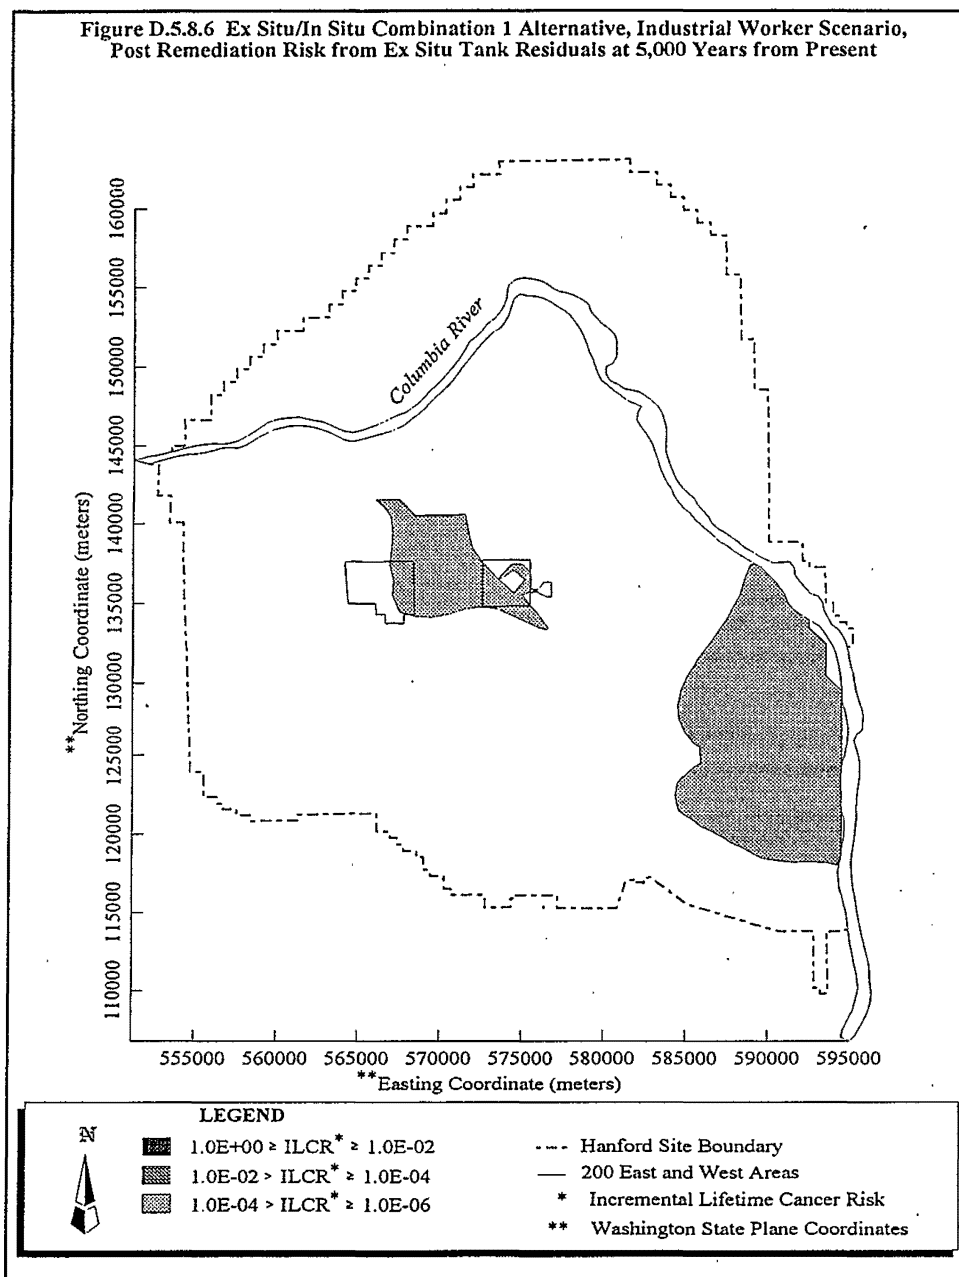 Figure D.5.8.6 Ex Situ/In Situ Combination 1 Alternative, Industrial Worker Scenario,
Post Remediation Risk from Ex Situ Tank Residuals at 5,000 Years from Present
160000
155000
150000
145000
140000
135000
130000
125000
120000
115000
110000
**Northing Coordinate (meters)
Columbia River
555000 560000 565000 570000 575000 580000 585000 590000 595000
**Easting Coordinate (meters)
LEGEND
N
1.0E+00 ≥ ILCR* ≥ 1.0E-02
1.0E-02 > ILCR* ≥ 1.0E-04
1.0E-04 > ILCR* ≥ 1.0E-06
Hanford Site Boundary
200 East and West Areas
* Incremental Lifetime Cancer Risk
** Washington State Plane Coordinates